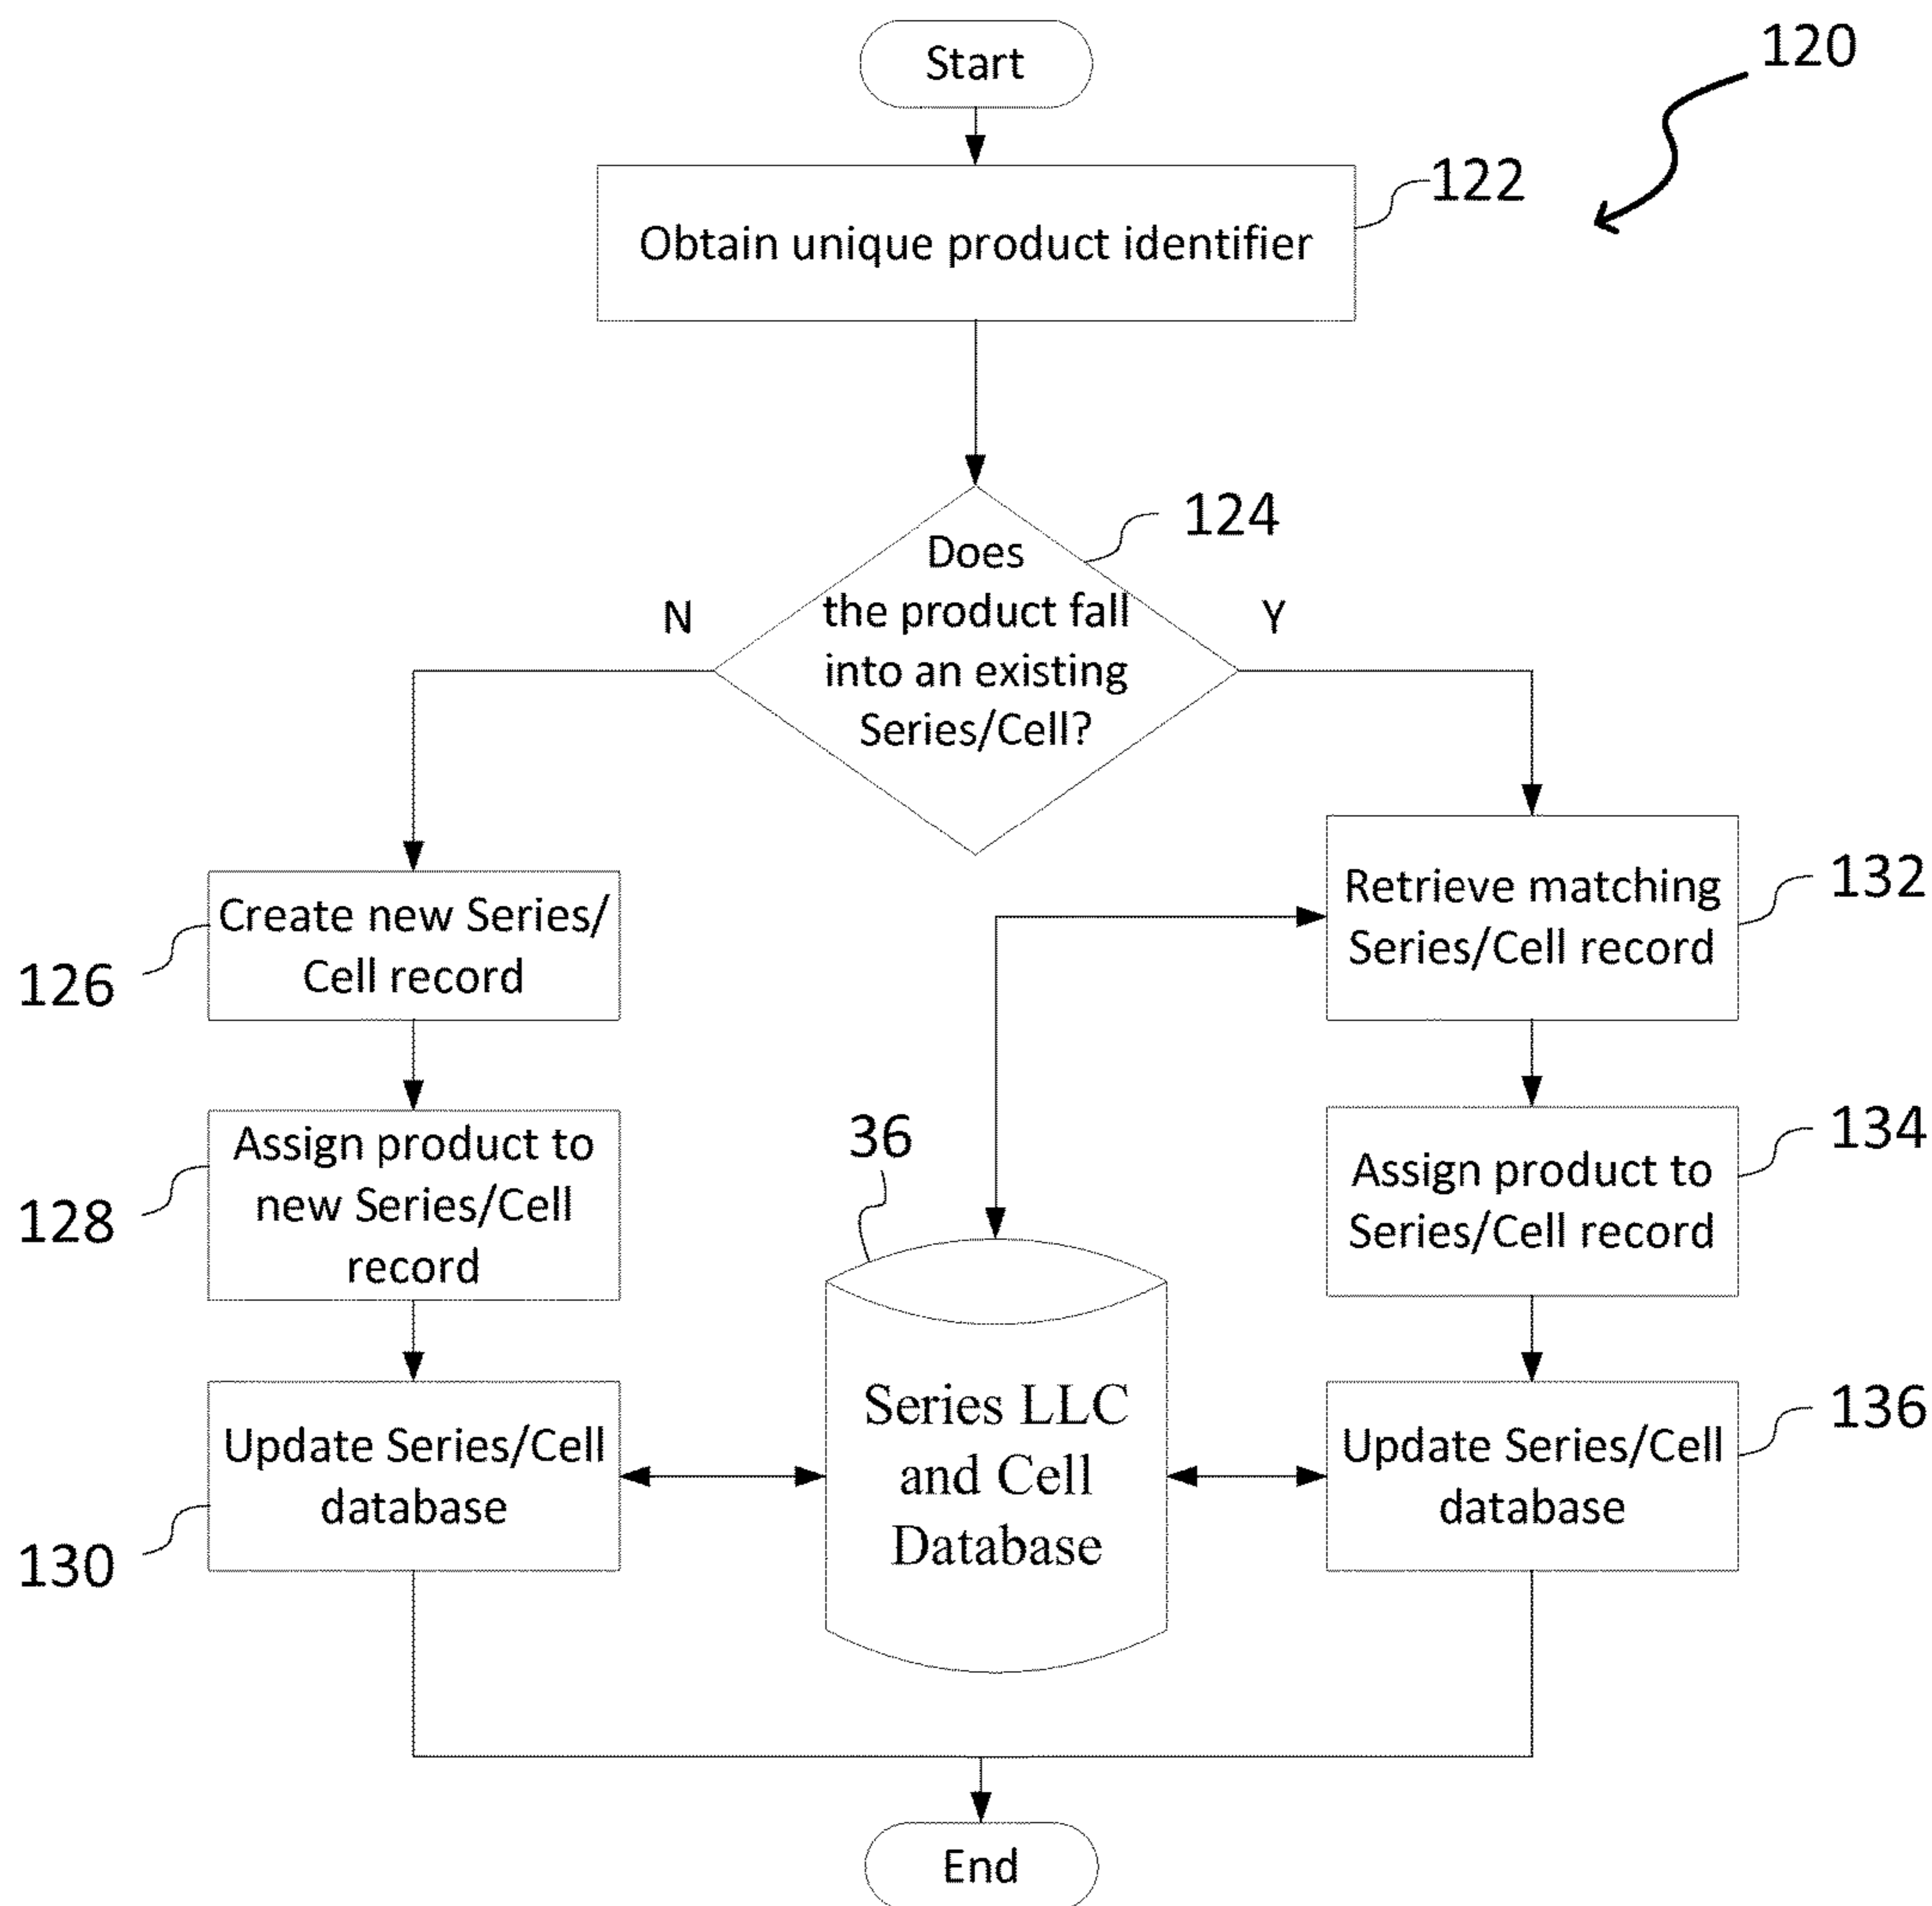 Start
120
122
Obtain unique product identifier
124
Does
the product fall
into an existing
Series/Cell?
N
Y
Create new Series/
Cell record
126
Retrieve matching
Series/Cell record
132
Assign product to
new Series/Cell
record
128
36
Assign product to
Series/Cell record
134
Update Series/Cell
database
130
Series LLC
and Cell
Database
Update Series/Cell
database
136
End